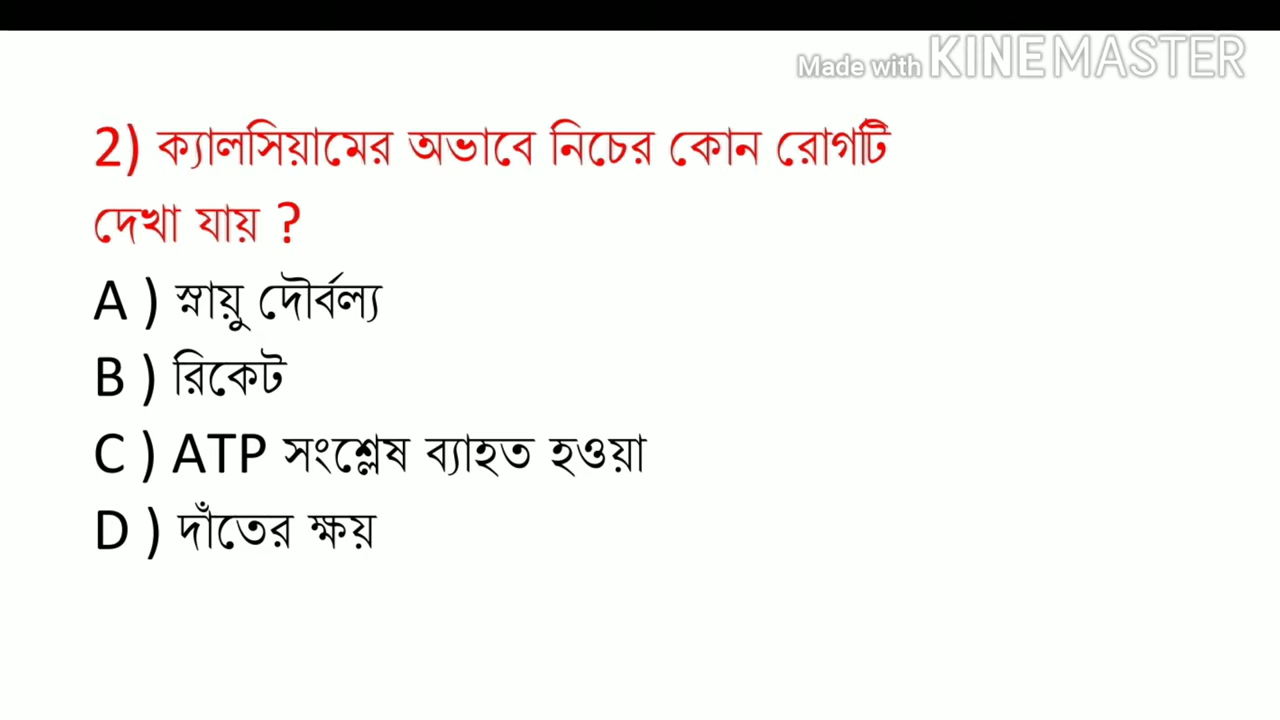 Made with KINEMASTER
2) ক্যালসিয়ামের অভাবে নিচের কোন রোগটি
দেখা যায় ?
A ) স্নায়ু দৌর্বল্য
B ) রিকেট
C ) ATP সংশ্লেষ ব্যাহত হওয়া
D ) দাঁতের ক্ষয়